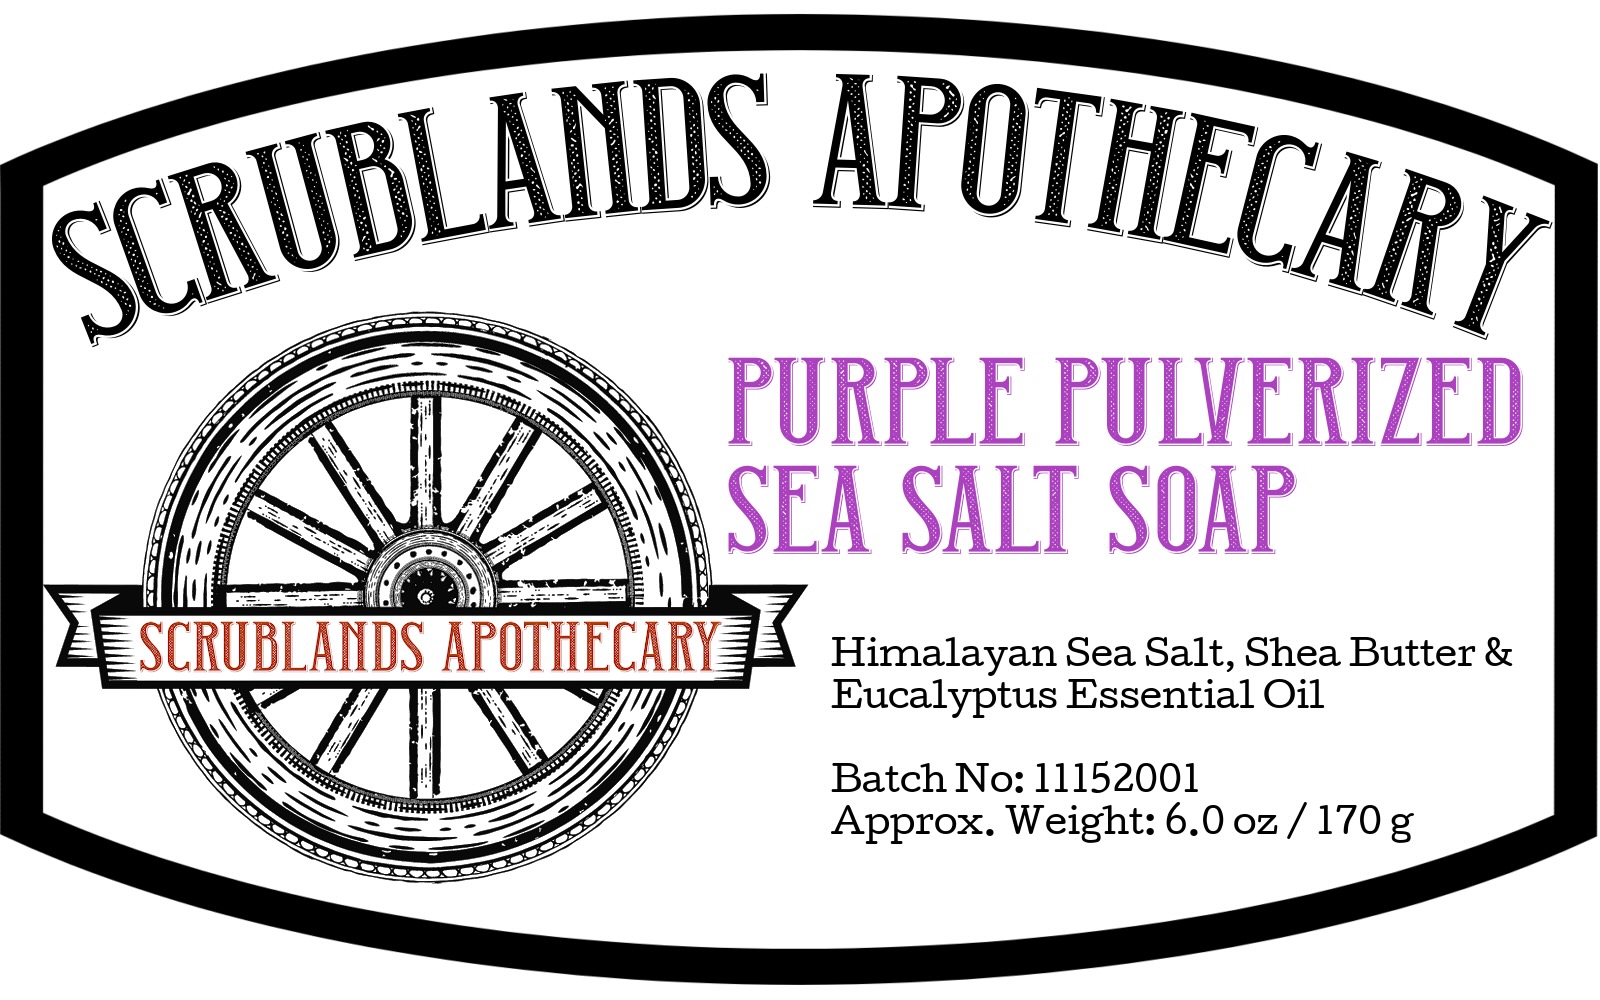 SCRUBLANDS APOTHECARY
PURPLE PULVERIZED
SEA SALT SOAP
SCRUBLANDS APOTHECARY
Himalayan Sea Salt, Shea Butter &
Eucalyptus Essential Oil
Batch No: 11152001
Approx. Weight: 6.0 oz / 170 g